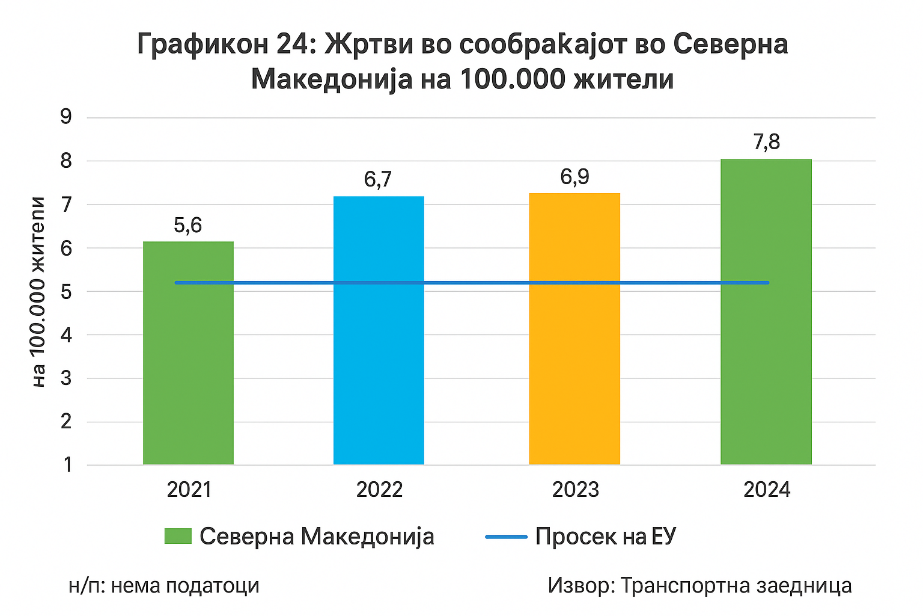 Графикон 24: Жртви во сообраќајот во Северна
Македонија на 100.000 жители
на 100.000 житепи
9
8
7
6
5
4
3
2
1
5,6
6,7
6,9
7,8
2021
2022
2023
2024
Северна Македонија
Просек на ЕУ
н/п: нема податоци
Извор: Транспортна заедница